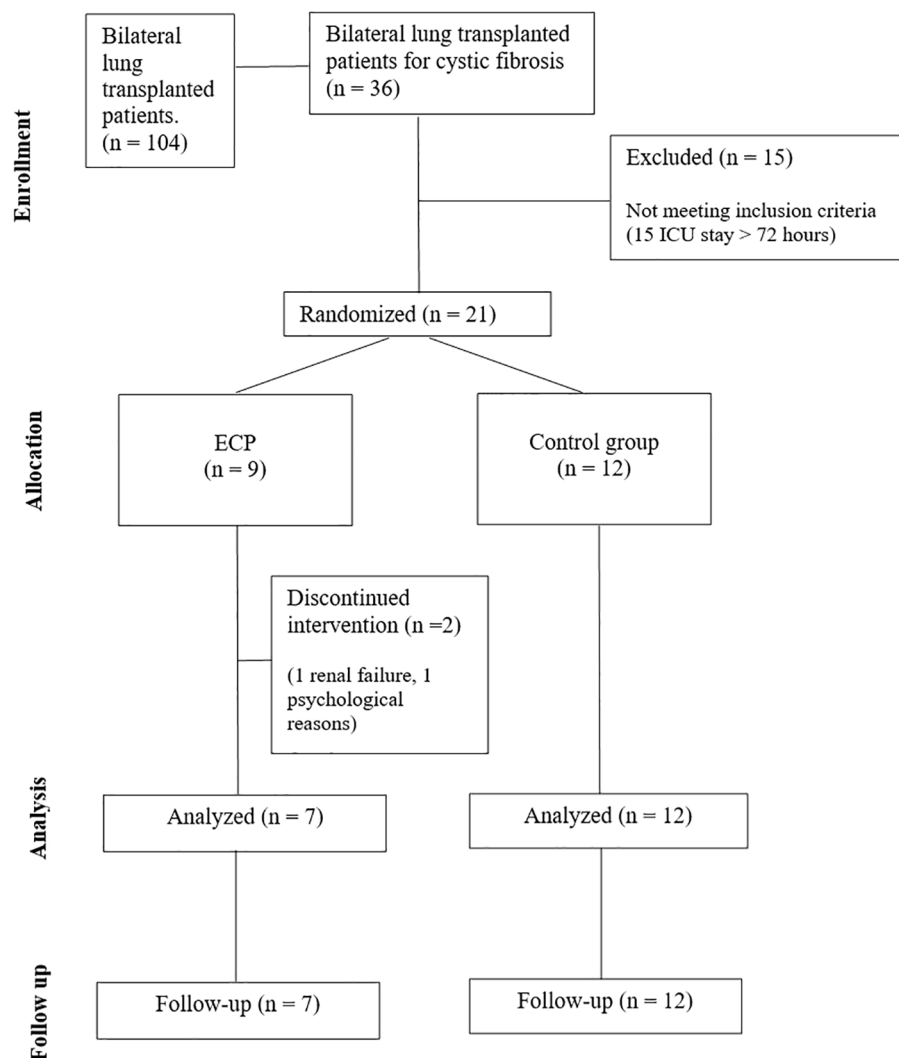 Enrollment
Bilateral
lung
transplanted
patients.
(n = 104)
Bilateral lung transplanted
patients for cystic fibrosis
(n = 36)
Excluded (n = 15)
Not meeting inclusion criteria
(15 ICU stay > 72 hours)
Randomized (n = 21)
Allocation
ECP
(n = 9)
Control group
(n = 12)
Discontinued
intervention (n =2)
(1 renal failure, 1
psychological
reasons)
Analysis
Analyzed (n = 7)
Analyzed (n = 12)
Follow up
Follow-up (n = 7)
Follow-up (n = 12)